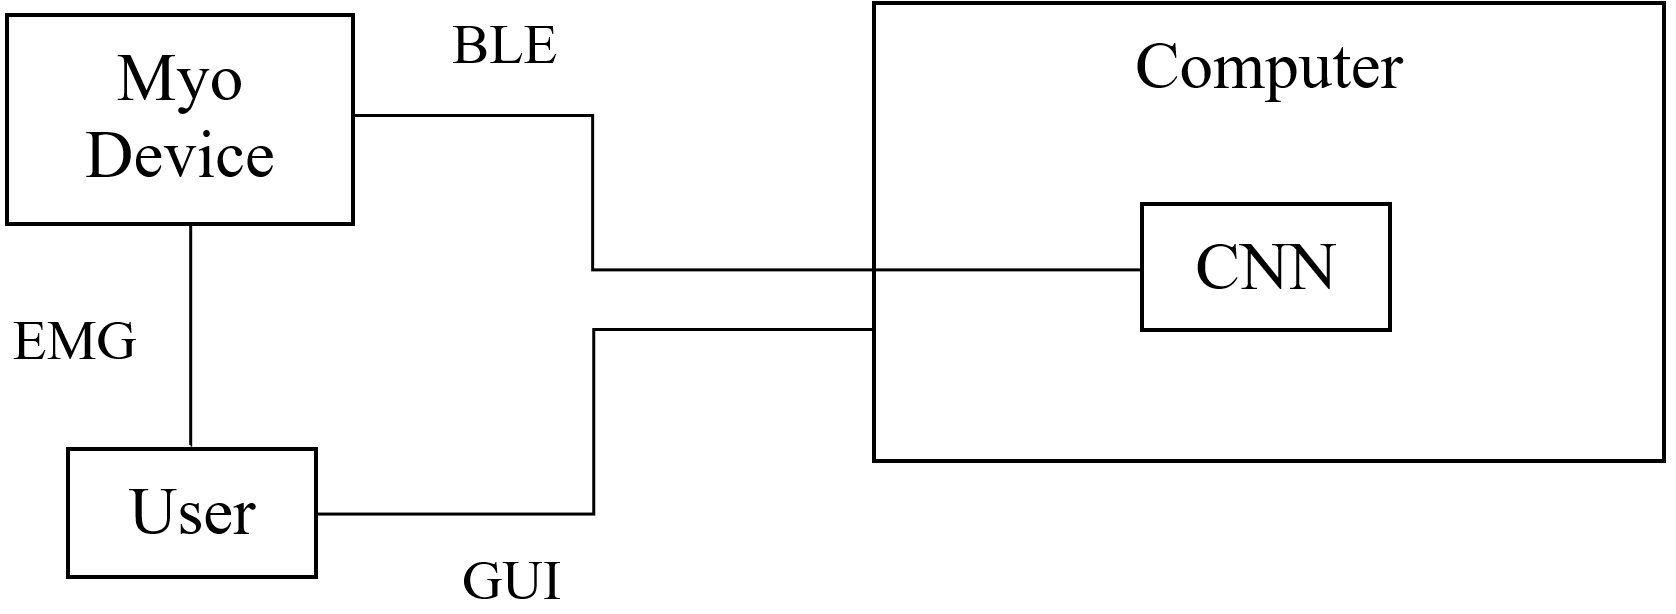 Myo
Device
BLE
Computer
CNN
EMG
User
GUI